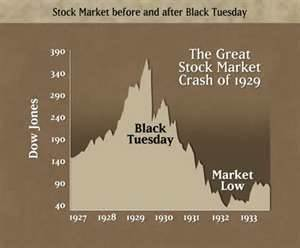 Stock Market before and after Black Tuesday
The Great
Stock Market
Crash of 1929
Dow Jones
390
340
290
240
190
140
90
40
Black
Tuesday
Market
Low
1927 1928 1929 1930 1931 1932 1933